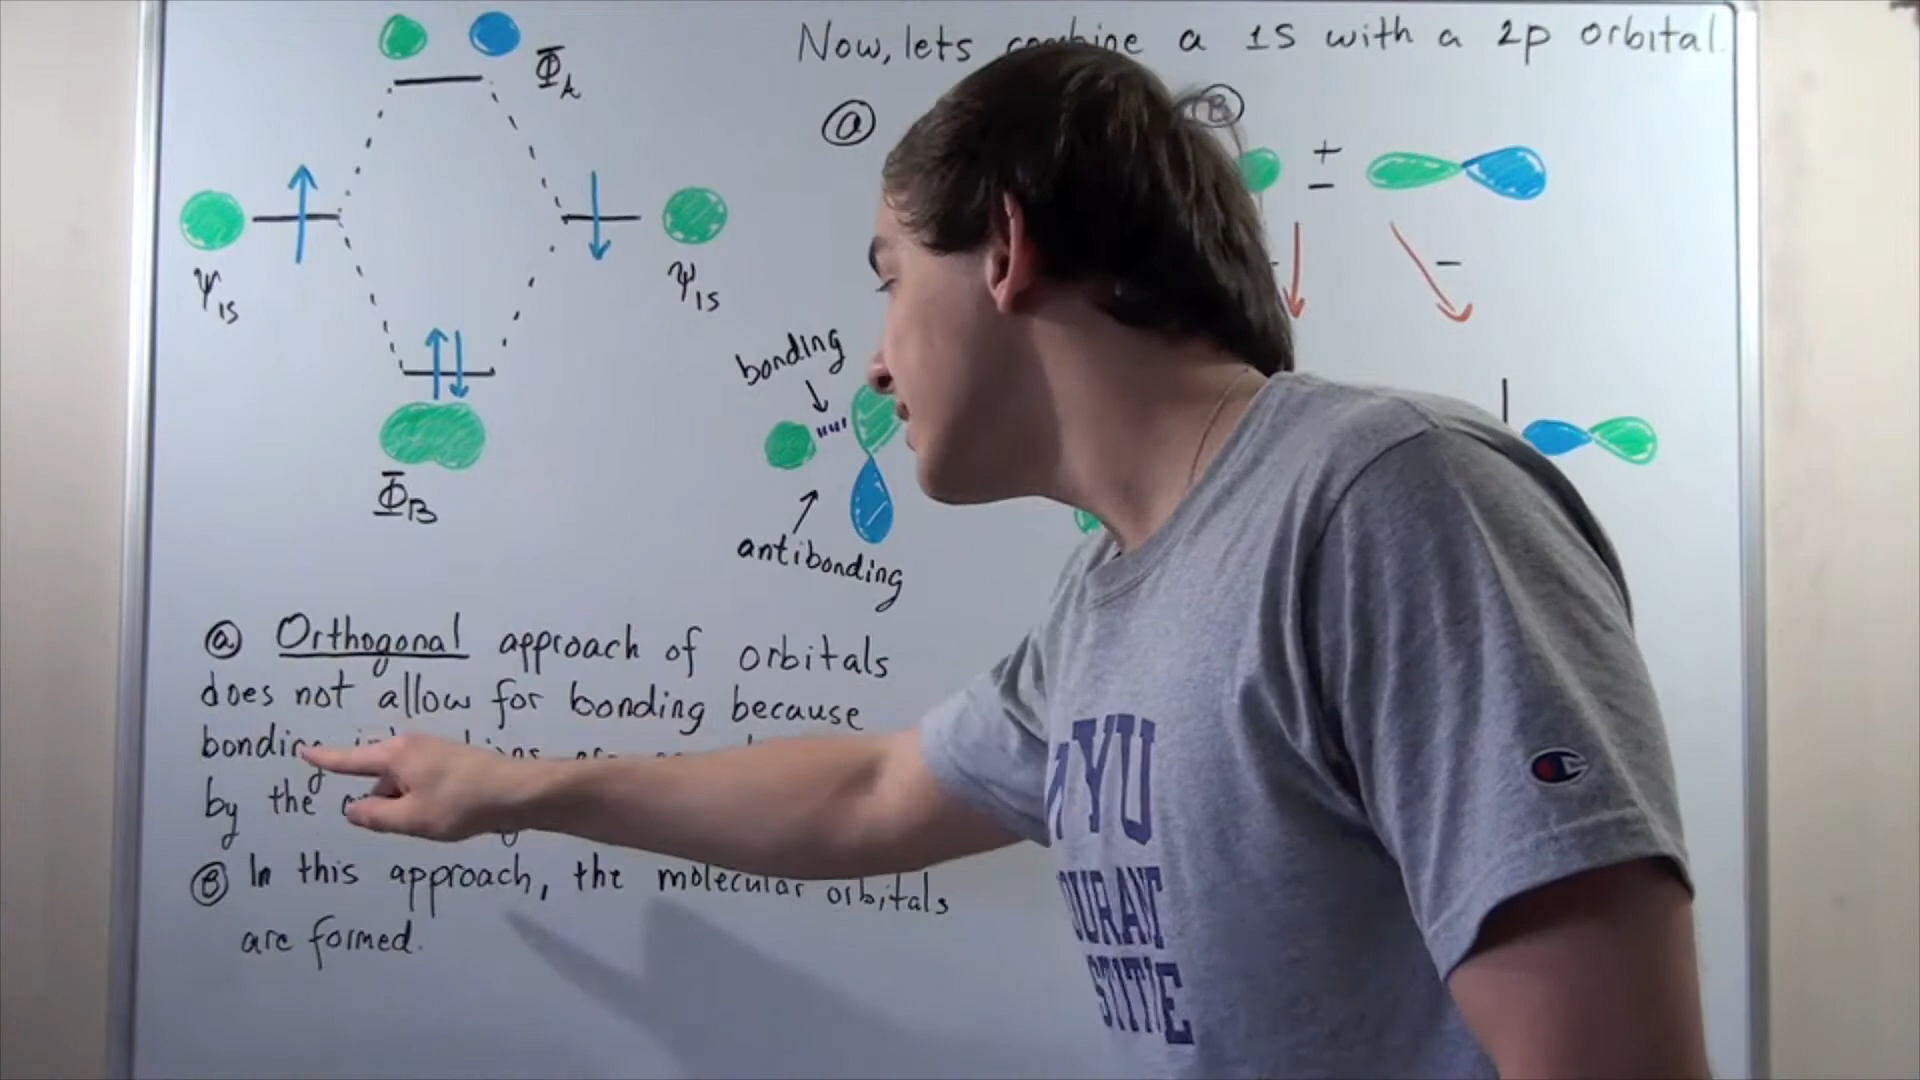 Now, lets combine a 1s with a 2p orbital.
Φ_A
ⓐ
Ⓑ
+
−
−
Ψ_1s
Ψ_1s
bonding
Φ_B
antibonding
ⓐ Orthogonal approach of orbitals
does not allow for bonding because
bonding
by the
Ⓑ In this approach, the molecular orbitals
are formed.
NYU